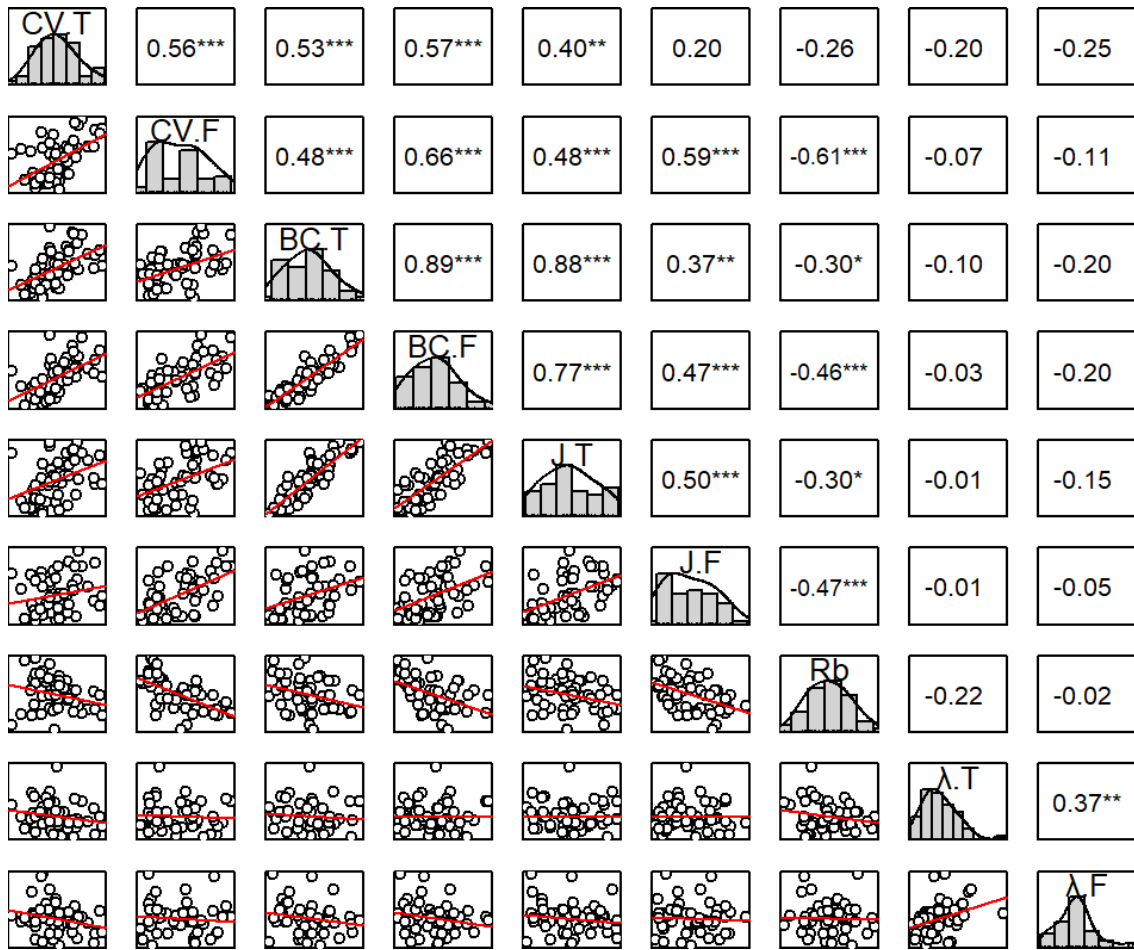 CV.T 0.56*** 0.53*** 0.57*** 0.40** 0.20 -0.26 -0.20 -0.25
CV.F 0.48*** 0.66*** 0.48*** 0.59*** -0.61*** -0.07 -0.11
BC.T 0.89*** 0.88*** 0.37** -0.30* -0.10 -0.20
BC.F 0.77*** 0.47*** -0.46*** -0.03 -0.20
J.T 0.50*** -0.30* -0.01 -0.15
J.F -0.47*** -0.01 -0.05
Rb -0.22 -0.02
λ.T 0.37**
λ.F